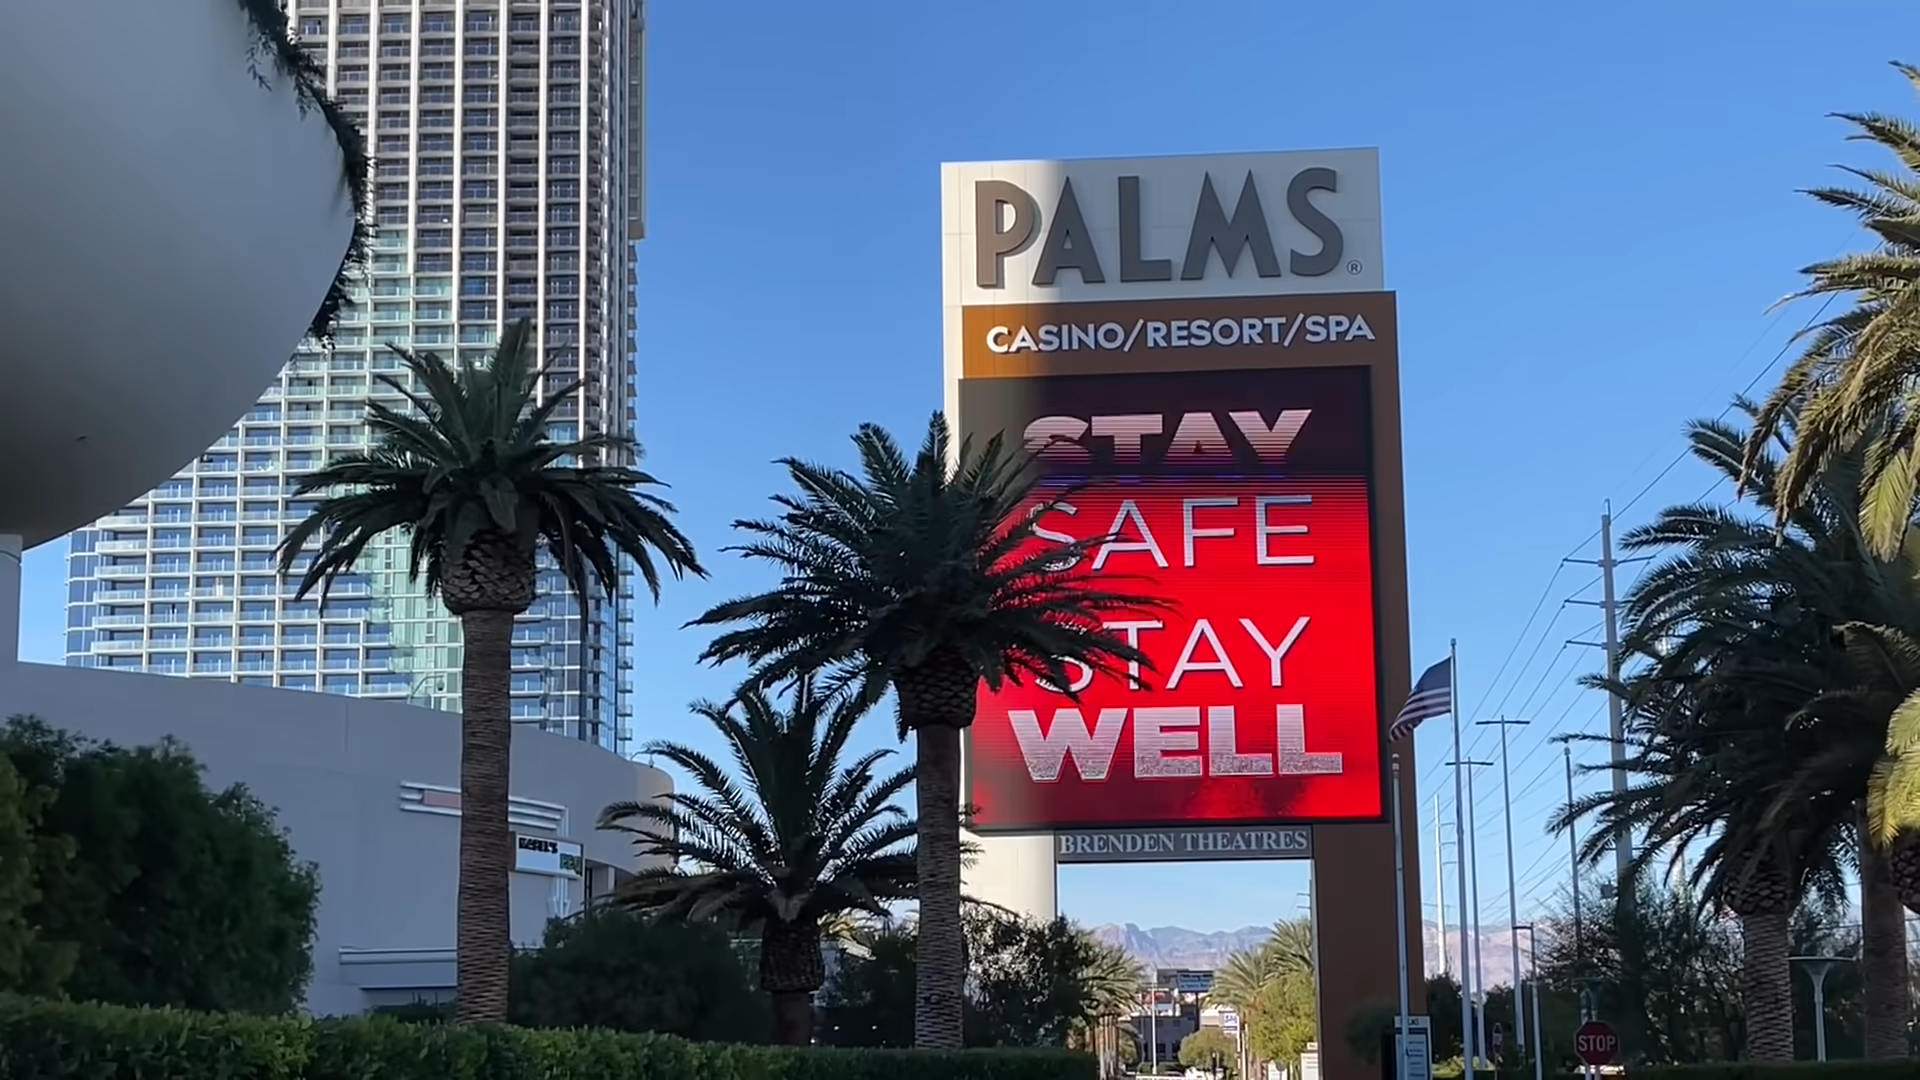 PALMS®
CASINO/RESORT/SPA
STAY
SAFE
STAY
WELL
BRENDEN THEATRES
STOP